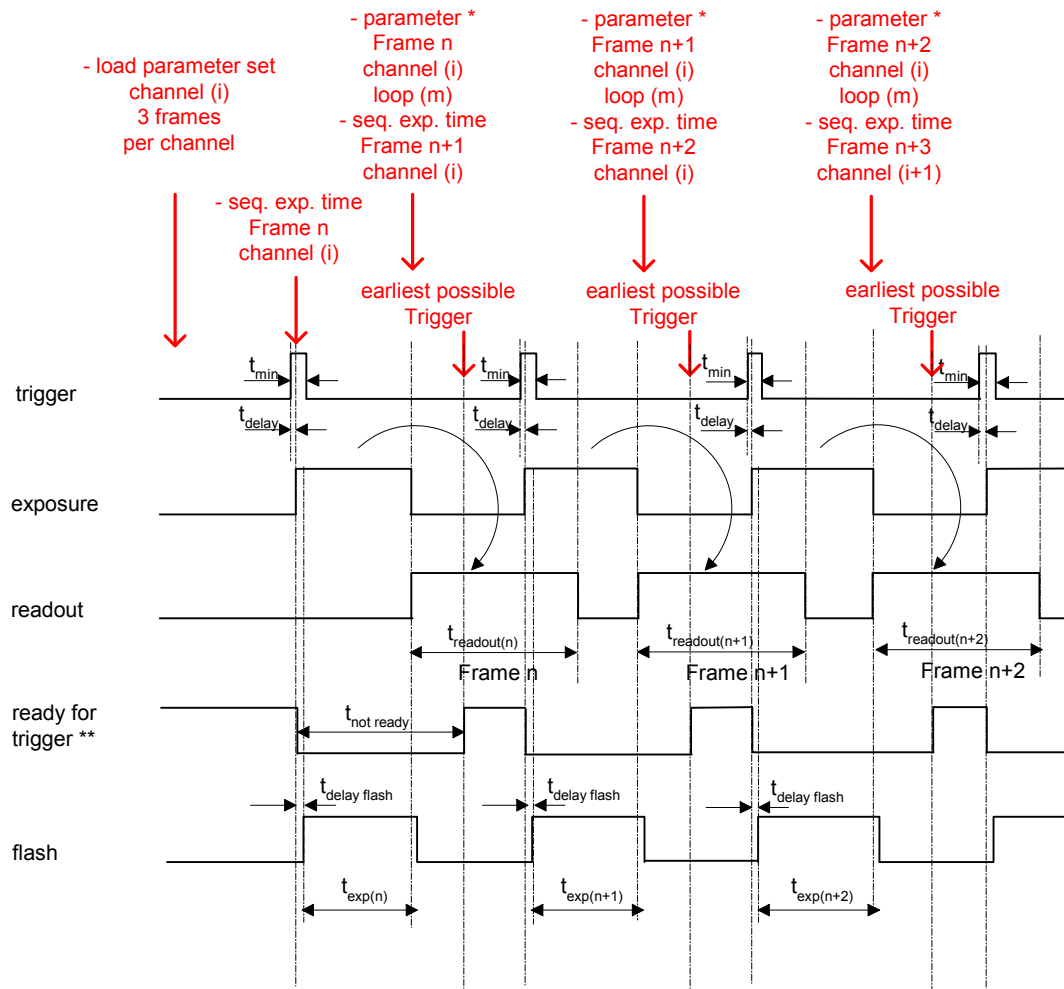 - load parameter set
channel (i)
3 frames
per channel
- seq. exp. time
Frame n
channel (i)
- parameter *
Frame n
channel (i)
loop (m)
- seq. exp. time
Frame n+1
channel (i)
- parameter *
Frame n+1
channel (i)
loop (m)
- seq. exp. time
Frame n+2
channel (i)
- parameter *
Frame n+2
channel (i)
loop (m)
- seq. exp. time
Frame n+3
channel (i+1)
earliest possible
Trigger
earliest possible
Trigger
earliest possible
Trigger
trigger
tmin
tmin
tmin
tmin
tdelay
tdelay
tdelay
tdelay
exposure
readout
treadout(n)
Frame n
treadout(n+1)
Frame n+1
treadout(n+2)
Frame n+2
ready for
trigger **
tnot ready
tdelay flash
tdelay flash
tdelay flash
flash
texp(n)
texp(n+1)
texp(n+2)